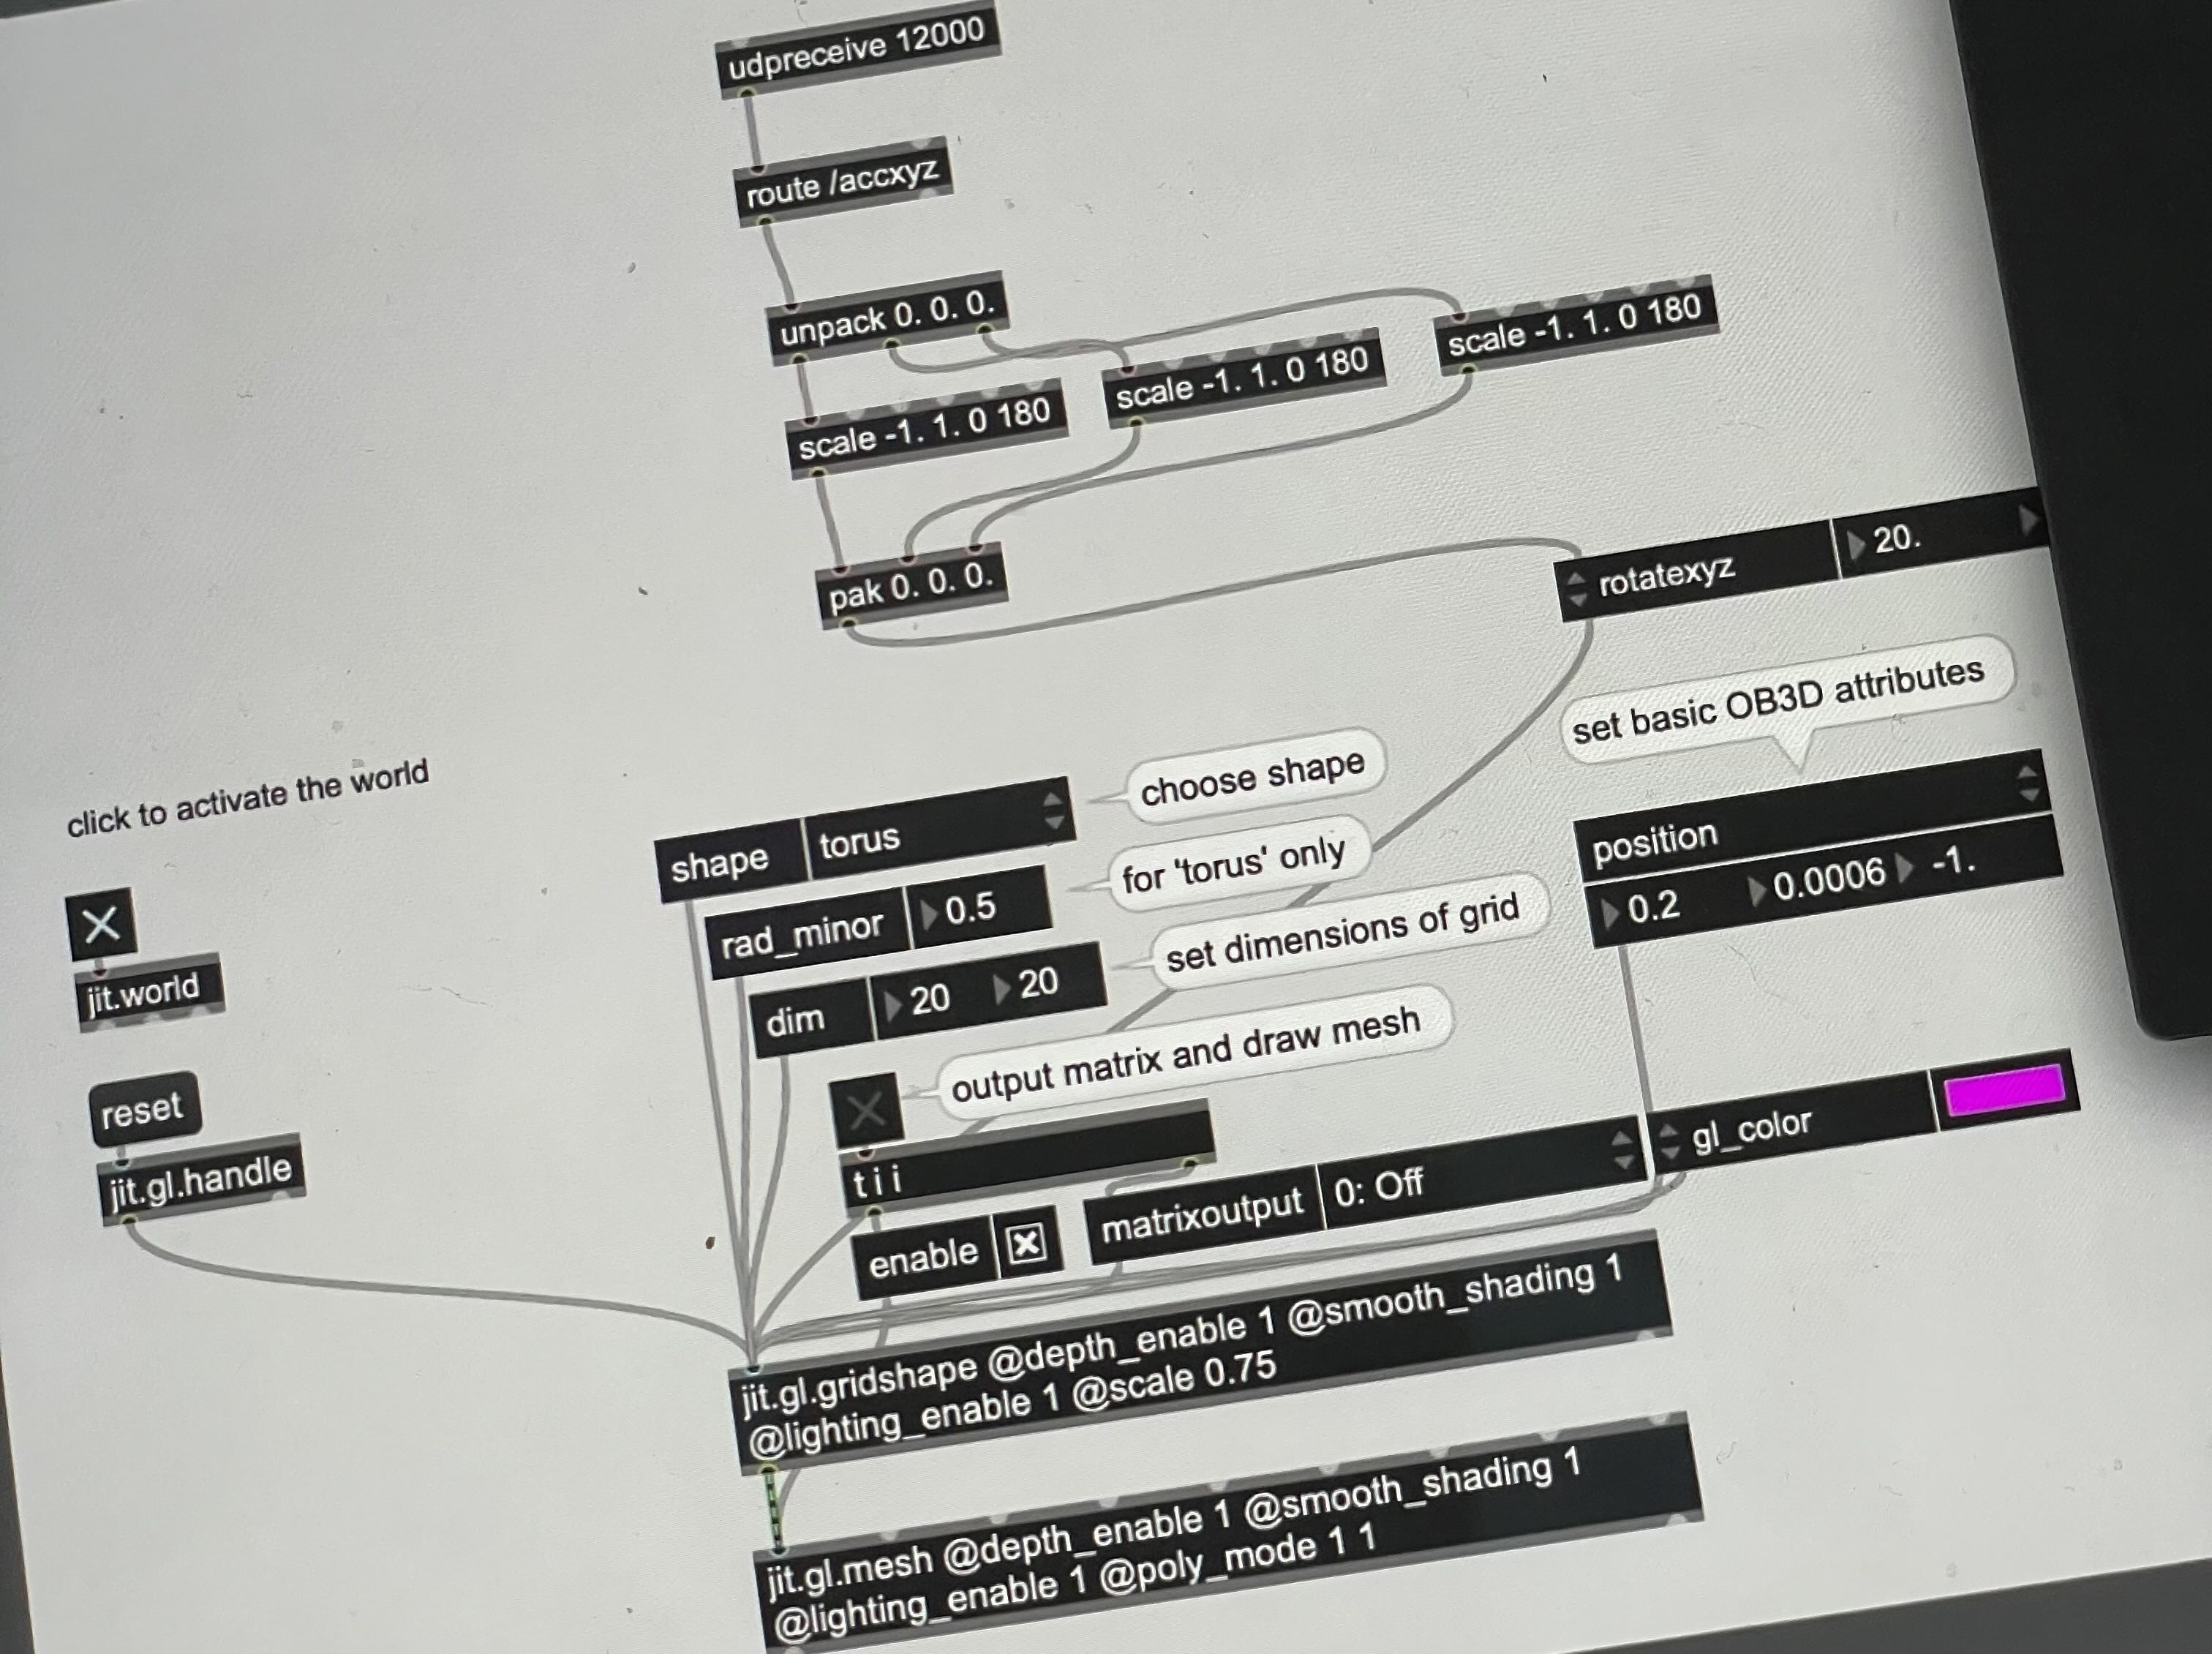 udpreceive 12000
route /accxyz
unpack 0. 0. 0.
scale -1. 1. 0 180
scale -1. 1. 0 180
scale -1. 1. 0 180
pak 0. 0. 0.
rotatexyz 20.
set basic OB3D attributes
click to activate the world
choose shape
shape torus
for 'torus' only
position
0.2 0.0006 -1.
rad_minor 0.5
set dimensions of grid
dim 20 20
jit.world
output matrix and draw mesh
reset
gl_color
t i i
jit.gl.handle
matrixoutput 0: Off
enable
jit.gl.gridshape @depth_enable 1 @smooth_shading 1
@lighting_enable 1 @scale 0.75
jit.gl.mesh @depth_enable 1 @smooth_shading 1
@lighting_enable 1 @poly_mode 1 1